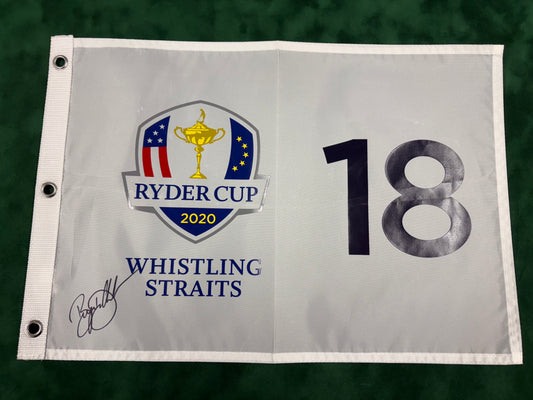 RYDER CUP
2020
WHISTLING
STRAITS
18